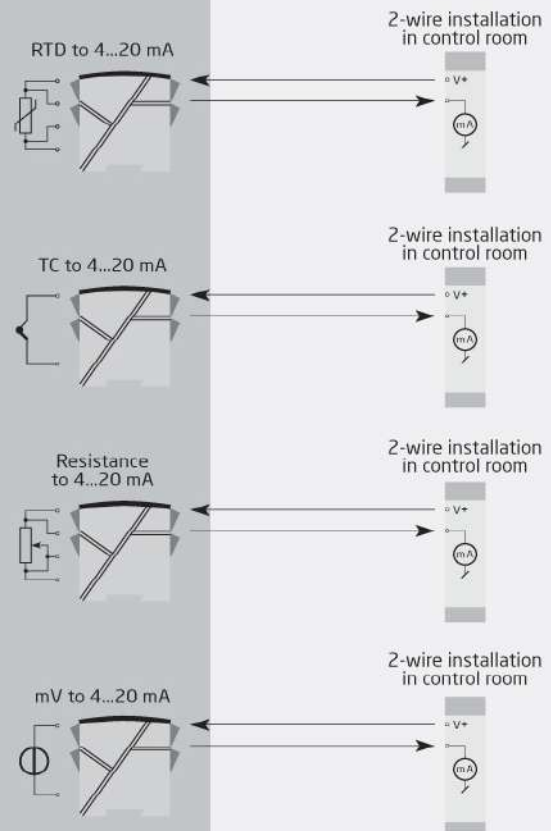 2-wire installation
in control room
RTD to 4...20 mA
V+
mA
2-wire installation
in control room
TC to 4...20 mA
V+
mA
2-wire installation
in control room
Resistance
to 4...20 mA
V+
mA
2-wire installation
in control room
mV to 4...20 mA
V+
mA